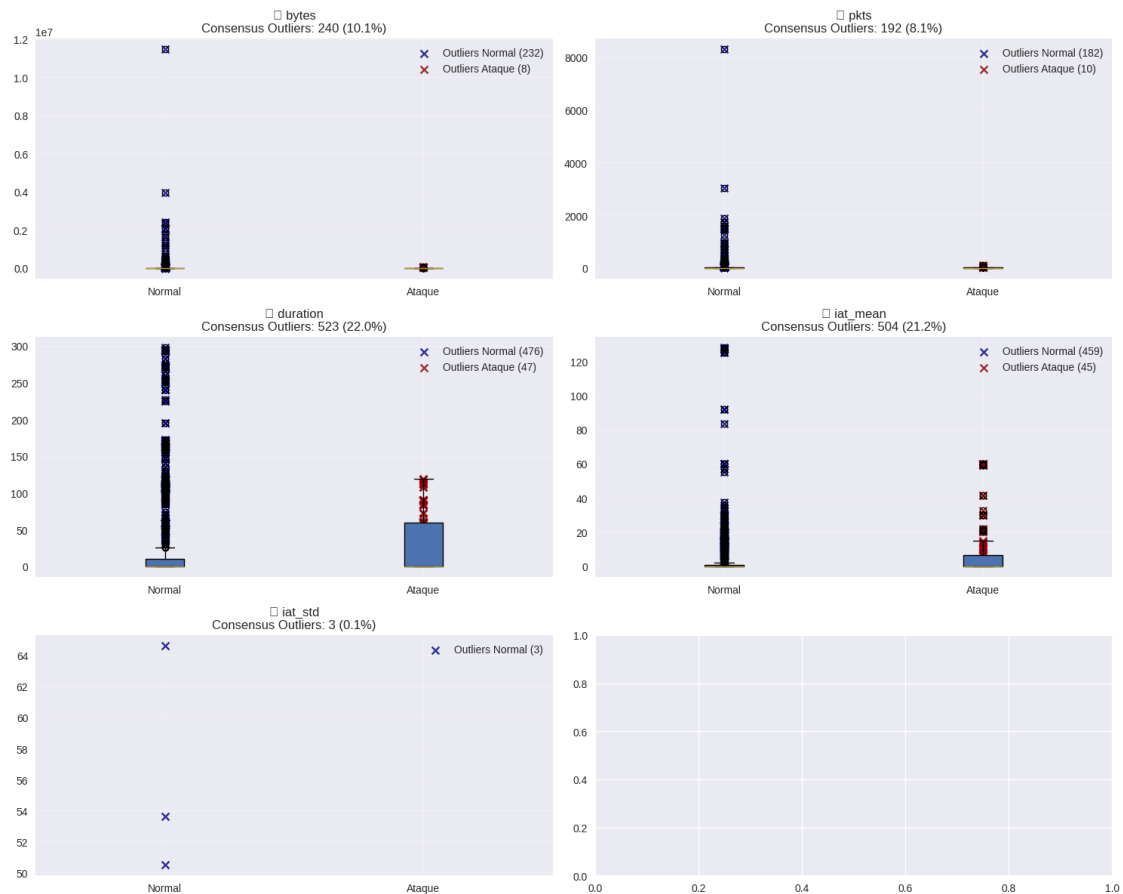 bytes
Consensus Outliers: 240 (10.1%)
1e7
1.2
1.0
0.8
0.6
0.4
0.2
0.0
Outliers Normal (232)
Outliers Ataque (8)
Normal
Ataque
pkts
Consensus Outliers: 192 (8.1%)
8000
6000
4000
2000
0
Outliers Normal (182)
Outliers Ataque (10)
Normal
Ataque
duration
Consensus Outliers: 523 (22.0%)
300
250
200
150
100
50
0
Outliers Normal (476)
Outliers Ataque (47)
Normal
Ataque
iat_mean
Consensus Outliers: 504 (21.2%)
120
100
80
60
40
20
0
Outliers Normal (459)
Outliers Ataque (45)
Normal
Ataque
iat_std
Consensus Outliers: 3 (0.1%)
64
62
60
58
56
54
52
50
Outliers Normal (3)
Normal
Ataque
1.0
0.8
0.6
0.4
0.2
0.0
0.0 0.2 0.4 0.6 0.8 1.0